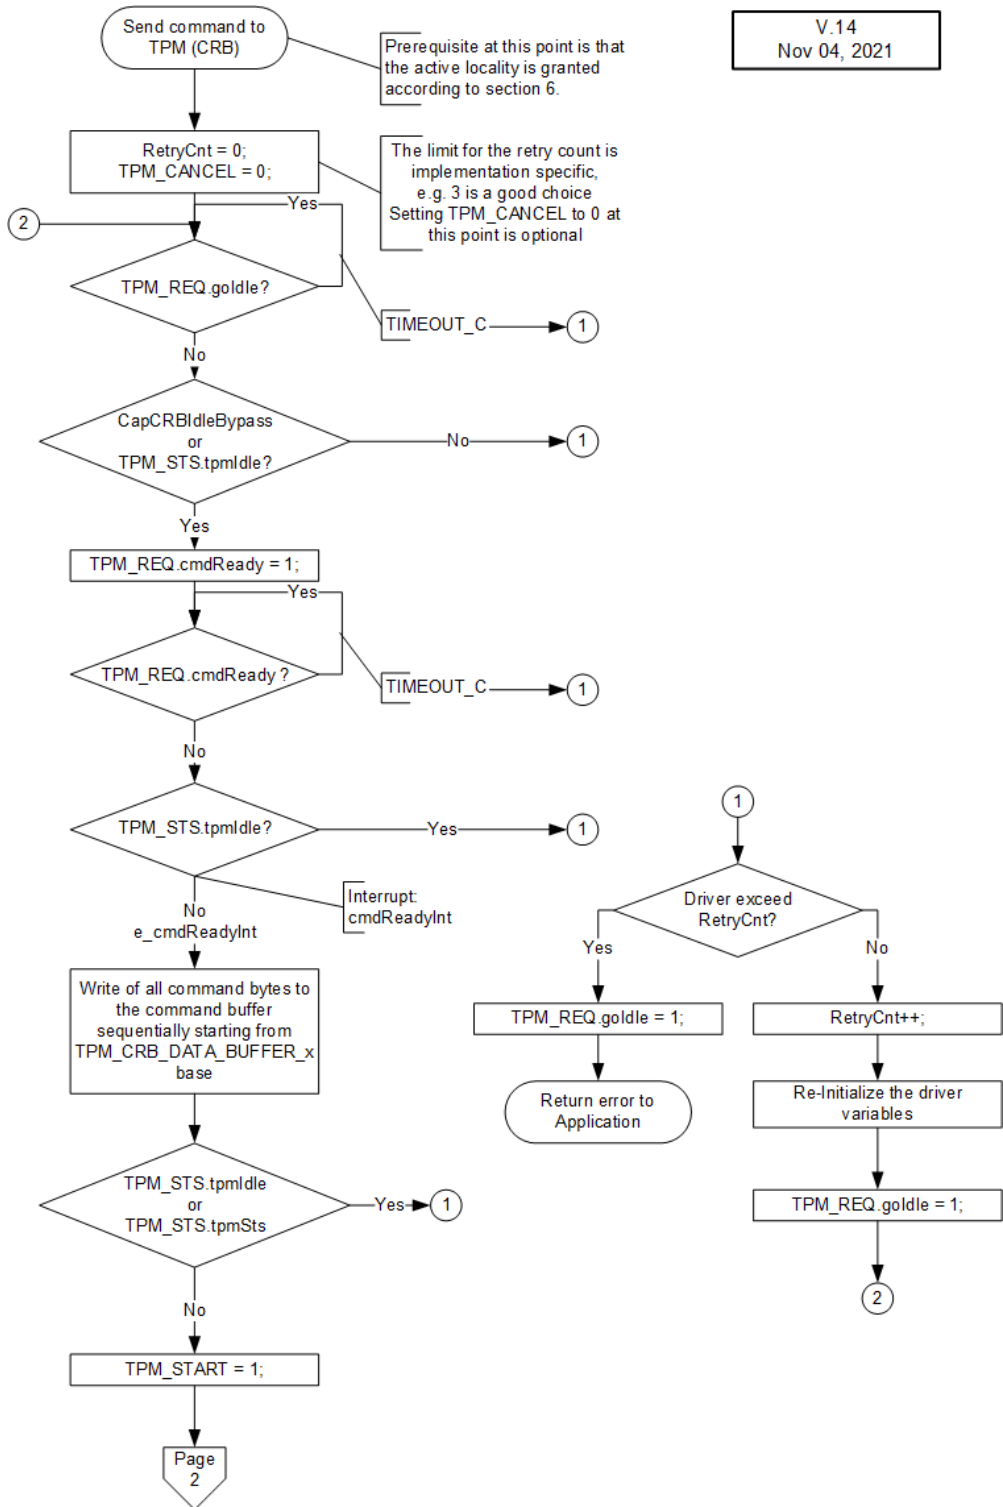 Send command to
TPM (CRB)
Prerequisite at this point is that
the active locality is granted
according to section 6.
V.14
Nov 04, 2021
RetryCnt = 0;
TPM_CANCEL = 0;
The limit for the retry count is
implementation specific,
e.g. 3 is a good choice
Setting TPM_CANCEL to 0 at
this point is optional
Yes
2
TPM_REQ.goIdle?
TIMEOUT_C
1
No
CapCRBIdleBypass
or
TPM_STS.tpmIdle?
No
1
Yes
TPM_REQ.cmdReady = 1;
Yes
TPM_REQ.cmdReady ?
TIMEOUT_C
1
No
TPM_STS.tpmIdle?
Yes
1
Interrupt:
cmdReadyInt
No
e_cmdReadyInt
Write of all command bytes to
the command buffer
sequentially starting from
TPM_CRB_DATA_BUFFER_x
base
TPM_STS.tpmIdle
or
TPM_STS.tpmSts
Yes
1
No
TPM_START = 1;
Page
2
1
Driver exceed
RetryCnt?
Yes
No
TPM_REQ.goIdle = 1;
Return error to
Application
RetryCnt++;
Re-Initialize the driver
variables
TPM_REQ.goIdle = 1;
2